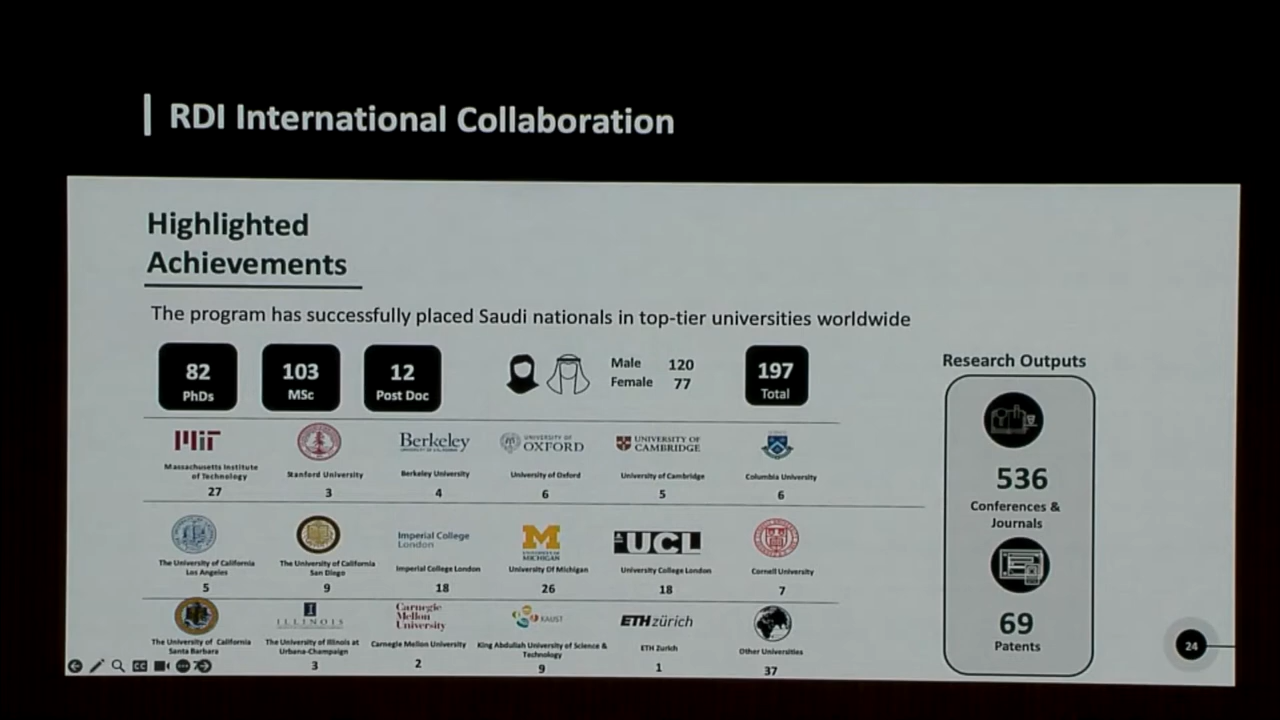 RDI International Collaboration
Highlighted
Achievements
The program has successfully placed Saudi nationals in top-tier universities worldwide
82
PhDs
103
MSc
12
Post Doc
Male 120
Female 77
197
Total
Research Outputs
536
Conferences &
Journals
69
Patents
MIT
Massachusetts Institute
of Technology
27
Stanford University
3
Berkeley
UNIVERSITY OF CALIFORNIA
Berkeley University
4
UNIVERSITY OF
OXFORD
University of Oxford
6
UNIVERSITY OF
CAMBRIDGE
University of Cambridge
5
Columbia University
6
The University of California
Los Angeles
5
The University of California
San Diego
9
Imperial College
London
Imperial College London
18
M
UNIVERSITY OF
MICHIGAN
University Of Michigan
26
UCL
University College London
18
Cornell University
7
The University of California
Santa Barbara
I
ILLINOIS
The University of Illinois at
Urbana-Champaign
3
Carnegie
Mellon
University
Carnegie Mellon University
2
KAUST
King Abdullah University of Science &
Technology
9
ETH zürich
ETH Zurich
1
Other Universities
37
24